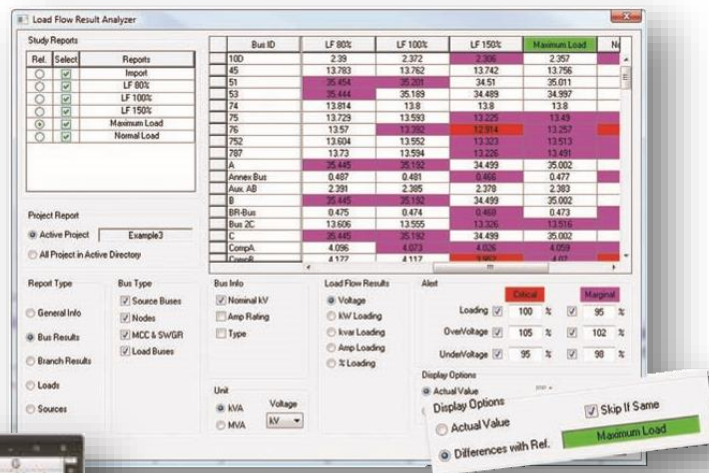 Load Flow Result Analyzer
Study Reports
Ref. Select Reports
Import
LF 80%
LF 100%
LF 150%
Maximum Load
Normal Load
Project Report
Active Project Example3
All Project in Active Directory
Bus ID LF 80% LF 100% LF 150% Maximum Load
10D 2.39 2.372 2.306 2.357
45 13.783 13.762 13.742 13.756
51 35.454 35.201 34.51 35.011
53 35.444 35.189 34.489 34.997
74 13.814 13.8 13.8 13.8
75 13.729 13.593 13.225 13.49
76 13.57 13.392 12.914 13.257
752 13.604 13.552 13.323 13.513
787 13.73 13.594 13.226 13.491
A 35.445 35.192 34.499 35.002
Annex Bus 0.487 0.481 0.466 0.477
Aux. AB 2.391 2.385 2.378 2.383
B 35.445 35.192 34.499 35.002
BR-Bus 0.475 0.474 0.468 0.473
Bus 2C 13.606 13.555 13.326 13.516
C 35.445 35.192 34.499 35.002
CompA 4.096 4.073 4.026 4.059
CompB 4.122 4.117 3.982 4.02
Report Type
General Info
Bus Results
Branch Results
Loads
Sources
Bus Type
Source Buses
Nodes
MCC & SWGR
Load Buses
Bus Info
Nominal kV
Amp Rating
Type
Unit
kVA
MVA
Voltage
kV
Load Flow Results
Voltage
kW Loading
kvar Loading
Amp Loading
% Loading
Alert
Critical Marginal
Loading 100 % 95 %
OverVoltage 105 % 102 %
UnderVoltage 95 % 98 %
Display Options
Actual Value
Display Options
Actual Value
Skip If Same
Differences with Ref.
Maximum Load